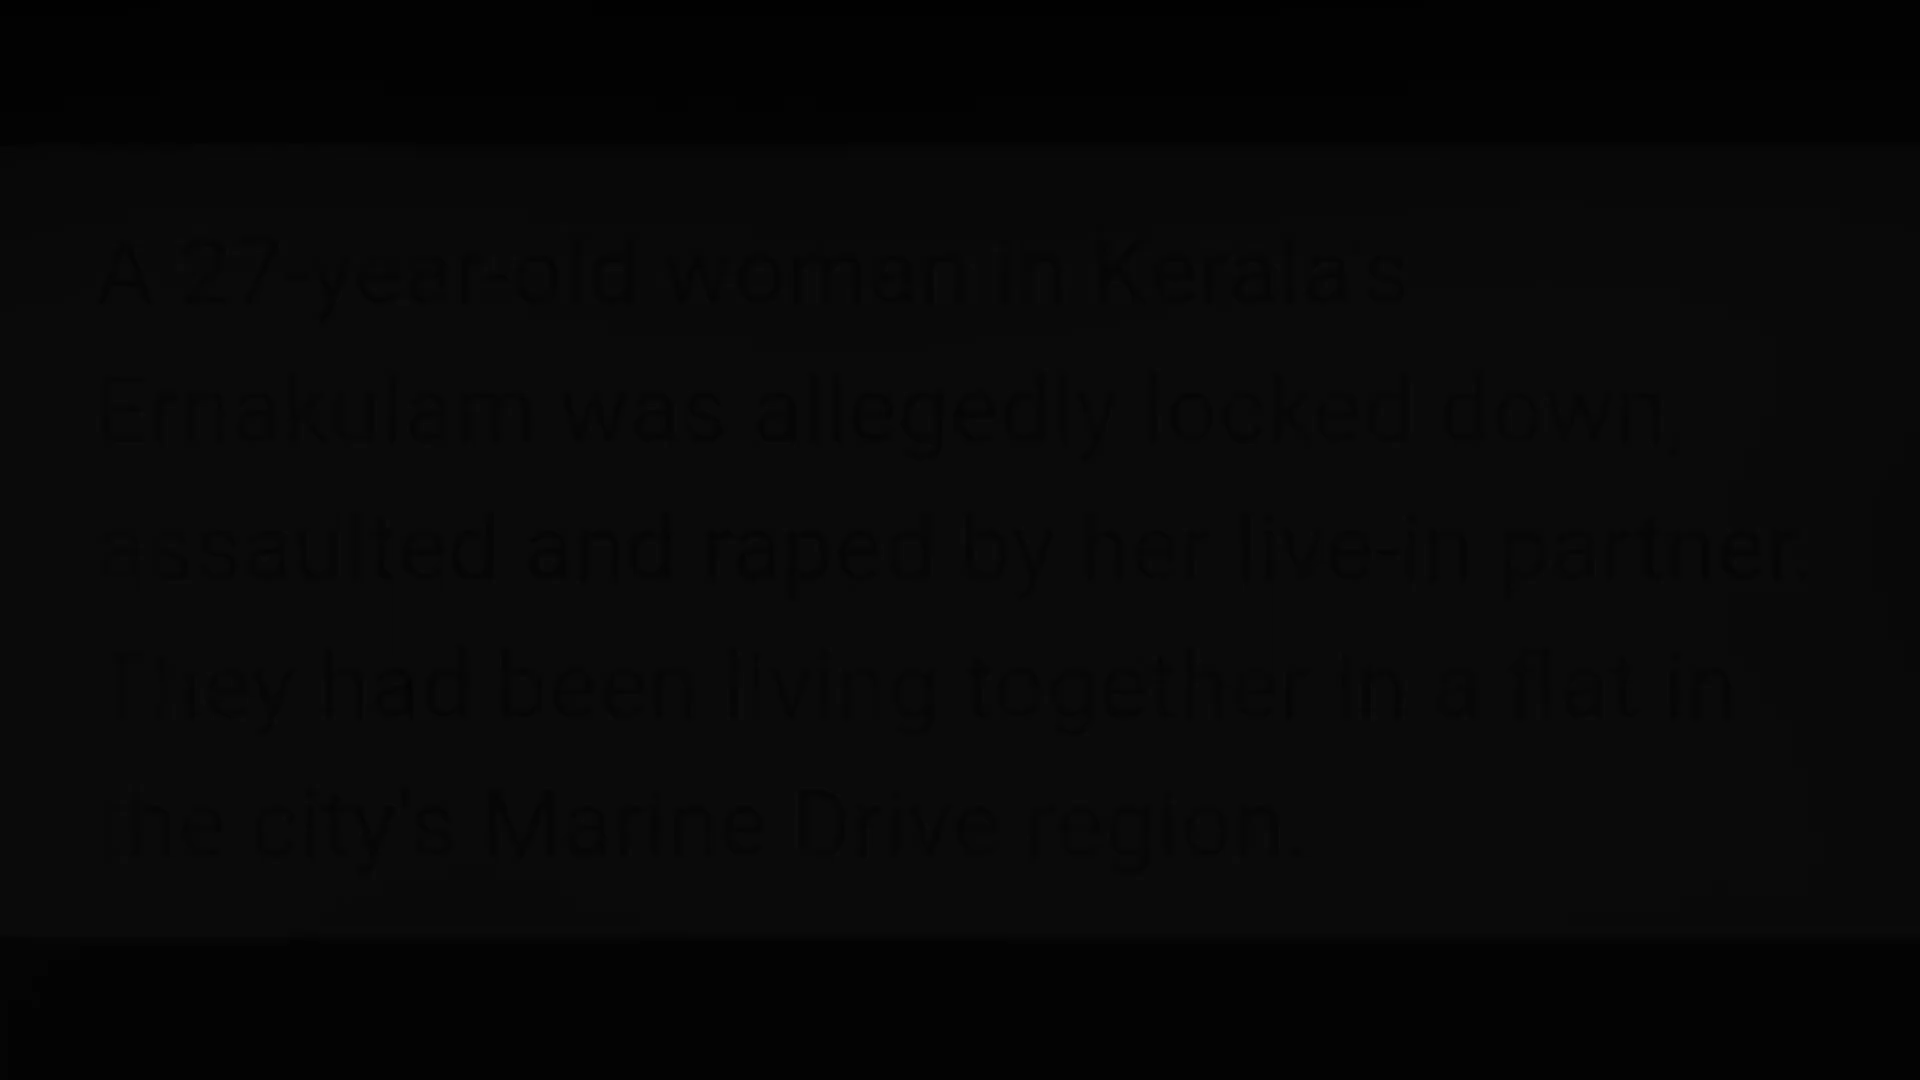 A 27-year-old woman in Kerala's
Ernakulam was allegedly locked down,
assaulted and raped by her live-in partner.
They had been living together in a flat in
the city's Marine Drive region.